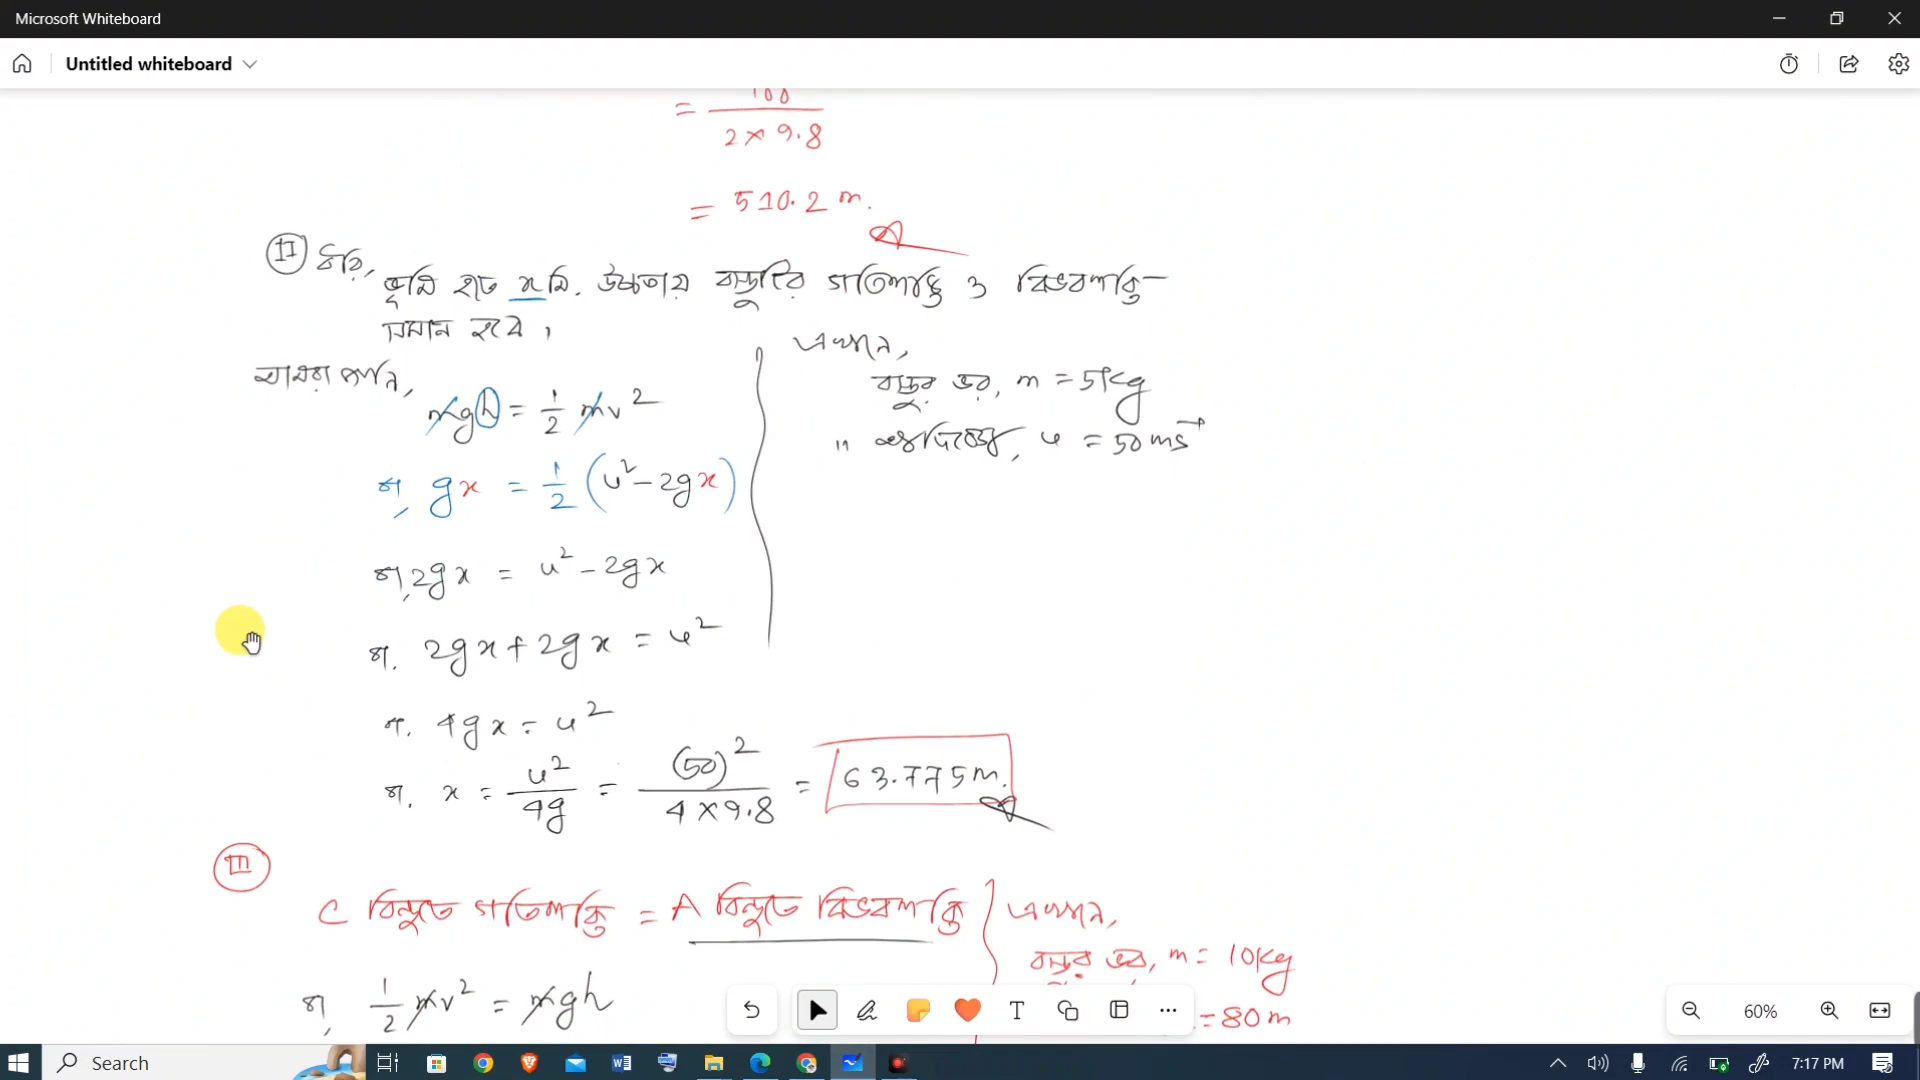 Microsoft Whiteboard
Untitled whiteboard
= 100 / 2 × 9.8
= 510.2 m.
II ধরি,
ভূমি হতে x মি. উচ্চতায় বস্তুটির গতিশক্তি ও বিভবশক্তি
সমান হবে।
আমরা জানি,
mgh = 1/2 mv²
বা, gx = 1/2 (u² - 2gx)
বা, 2gx = u² - 2gx
বা, 2gx + 2gx = u²
বা, 4gx = u²
বা, x = u²/4g = (50)²/4×9.8 = 63.775m.
এখানে,
বস্তুর ভর, m = 5kg
" আদিবেগ, u = 50 ms⁻¹
III
C বিন্দুতে গতিশক্তি = A বিন্দুতে বিভবশক্তি
বা, 1/2 mv² = mgh
এখানে,
বস্তুর ভর, m = 10kg
= 80 m
60%
Search
7:17 PM